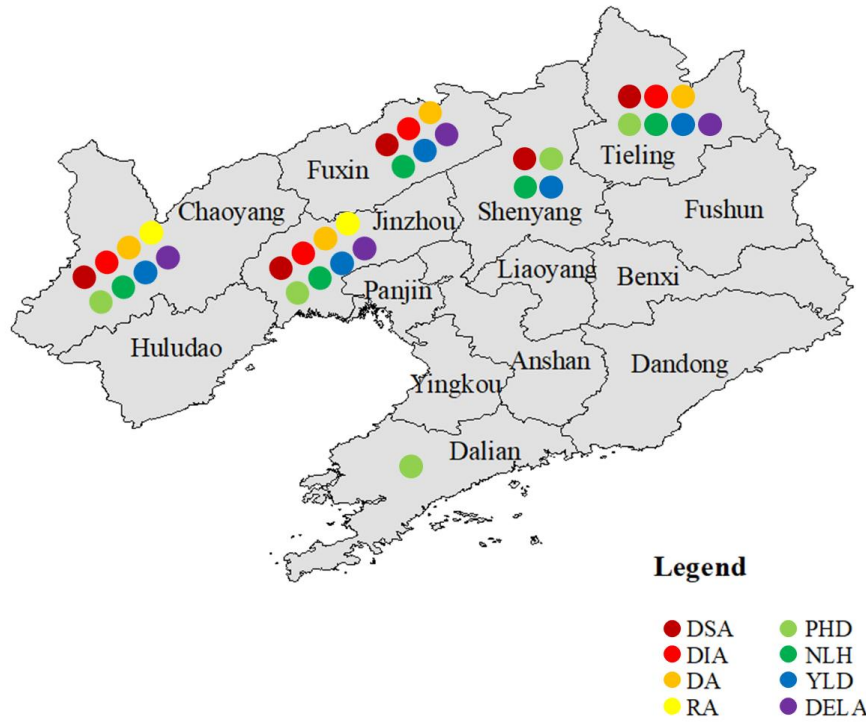 Tieling
Fuxin
Chaoyang
Jinzhou
Shenyang
Fushun
Liaoyang
Benxi
Panjin
Huludao
Anshan
Dandong
Yingkou
Dalian
Legend
DSA
DIA
DA
RA
PHD
NLH
YLD
DELA